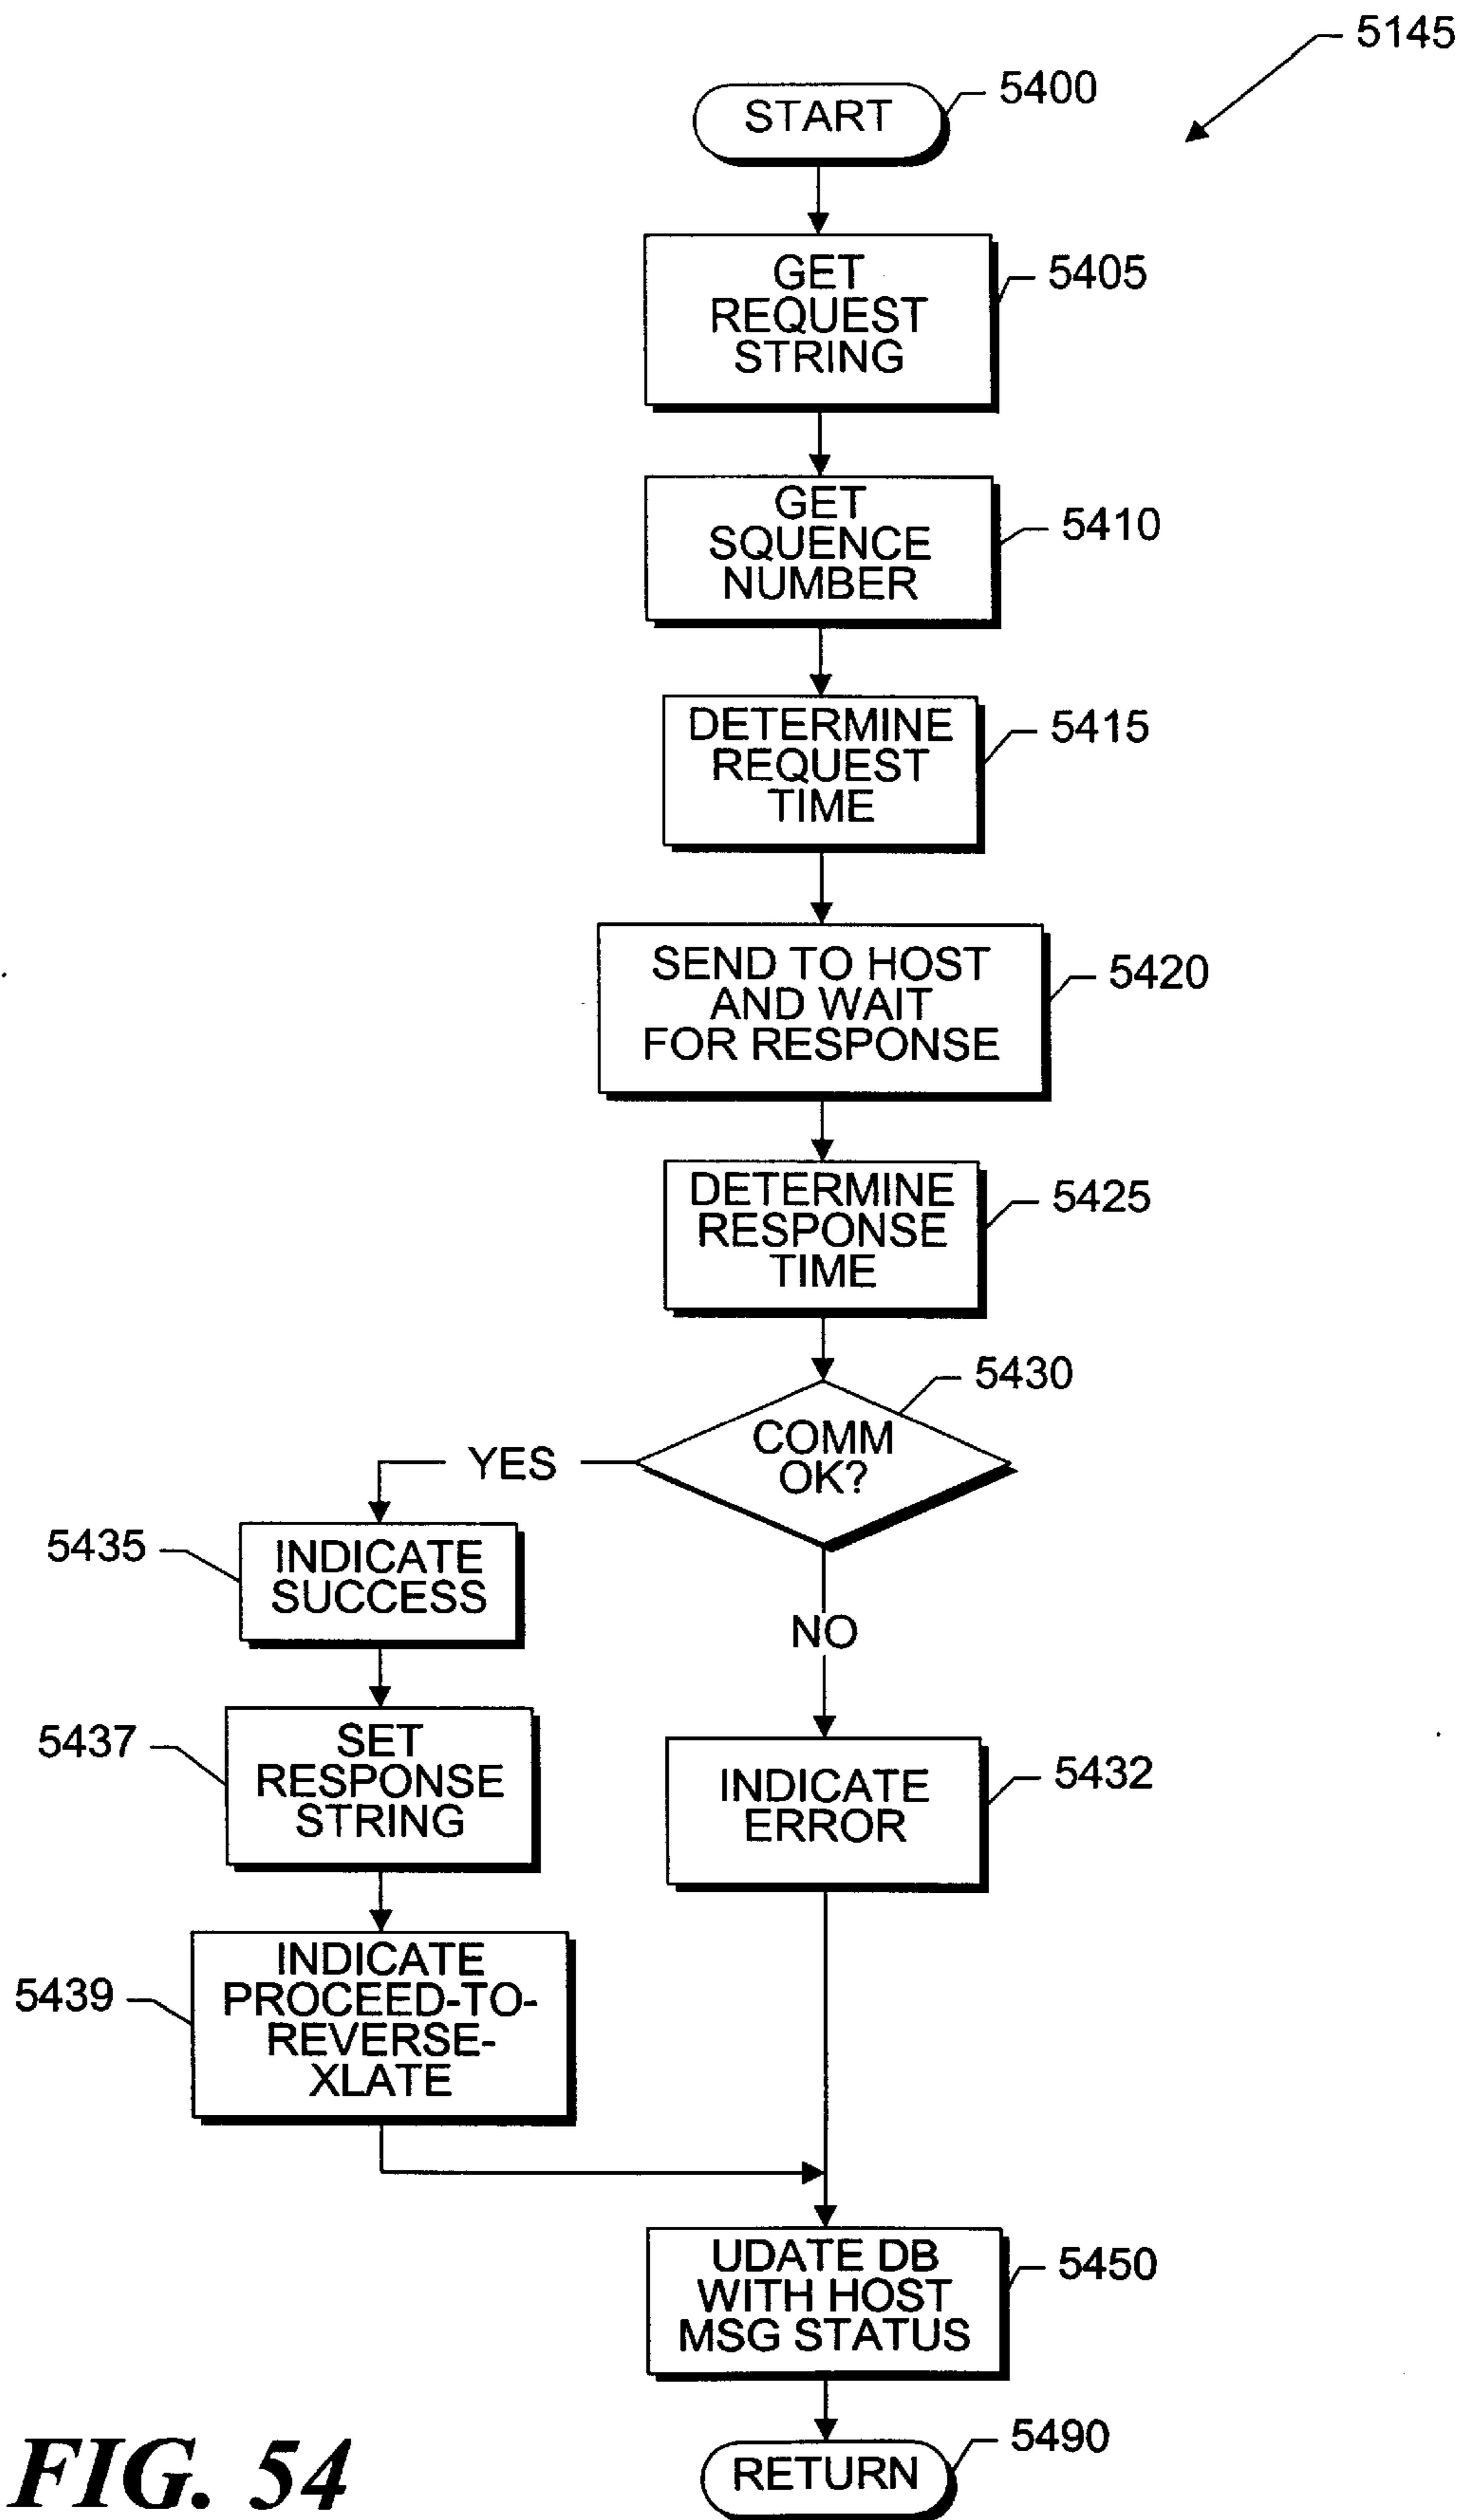 5145
START
5400
GET
REQUEST
STRING
5405
GET
SQUENCE
NUMBER
5410
DETERMINE
REQUEST
TIME
5415
SEND TO HOST
AND WAIT
FOR RESPONSE
5420
DETERMINE
RESPONSE
TIME
5425
COMM
OK?
5430
YES
NO
5435
INDICATE
SUCCESS
5437
SET
RESPONSE
STRING
INDICATE
ERROR
5432
5439
INDICATE
PROCEED-TO-
REVERSE-
XLATE
UDATE DB
WITH HOST
MSG STATUS
5450
RETURN
5490
FIG. 54